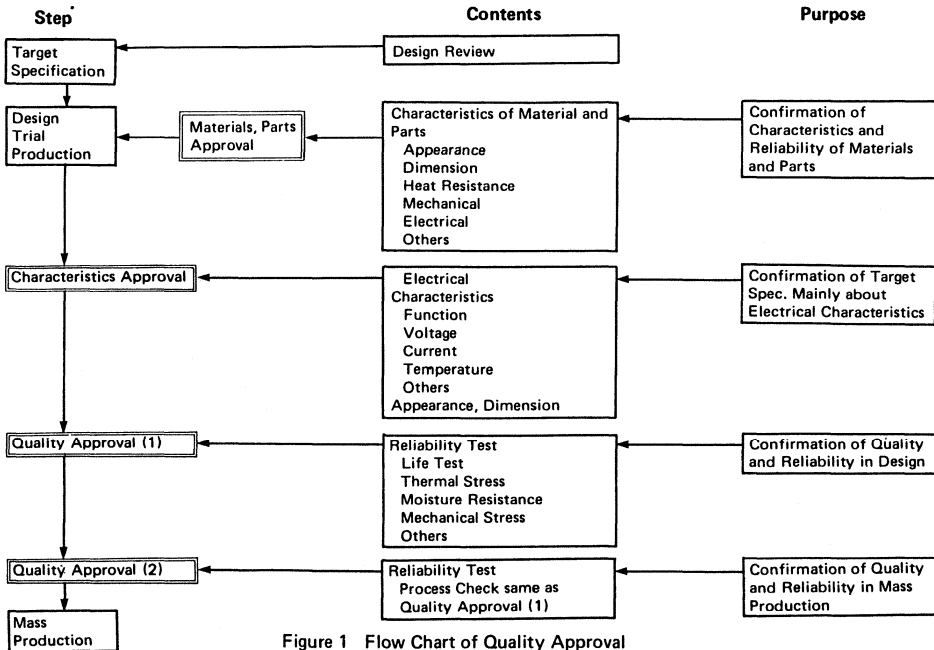 Step
Contents
Purpose
Target
Specification
Design Review
Design
Trial
Production
Materials, Parts
Approval
Characteristics of Material and
Parts
Appearance
Dimension
Heat Resistance
Mechanical
Electrical
Others
Confirmation of
Characteristics and
Reliability of Materials
and Parts
Characteristics Approval
Electrical
Characteristics
Function
Voltage
Current
Temperature
Others
Appearance, Dimension
Confirmation of Target
Spec. Mainly about
Electrical Characteristics
Quality Approval (1)
Reliability Test
Life Test
Thermal Stress
Moisture Resistance
Mechanical Stress
Others
Confirmation of Quality
and Reliability in Design
Quality Approval (2)
Reliability Test
Process Check same as
Quality Approval (1)
Confirmation of Quality
and Reliability in Mass
Production
Mass
Production
Figure 1 Flow Chart of Quality Approval